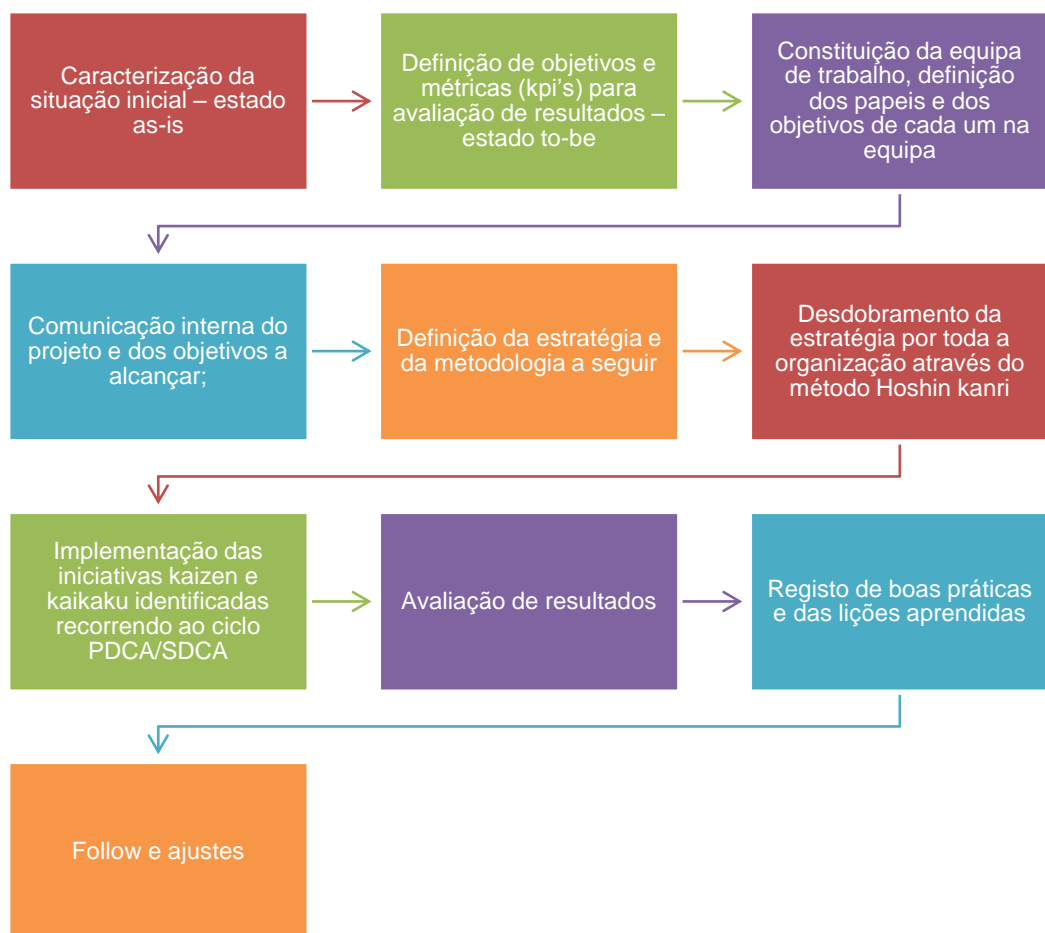 Caracterização da
situação inicial – estado
as-is
Definição de objetivos e
métricas (kpi's) para
avaliação de resultados –
estado to-be
Constituição da equipa
de trabalho, definição
dos papeis e dos
objetivos de cada um na
equipa
Comunicação interna do
projeto e dos objetivos a
alcançar;
Definição da estratégia e
da metodologia a seguir
Desdobramento da
estratégia por toda a
organização através do
método Hoshin kanri
Implementação das
iniciativas kaizen e
kaikaku identificadas
recorrendo ao ciclo
PDCA/SDCA
Avaliação de resultados
Registo de boas práticas
e das lições aprendidas
Follow e ajustes